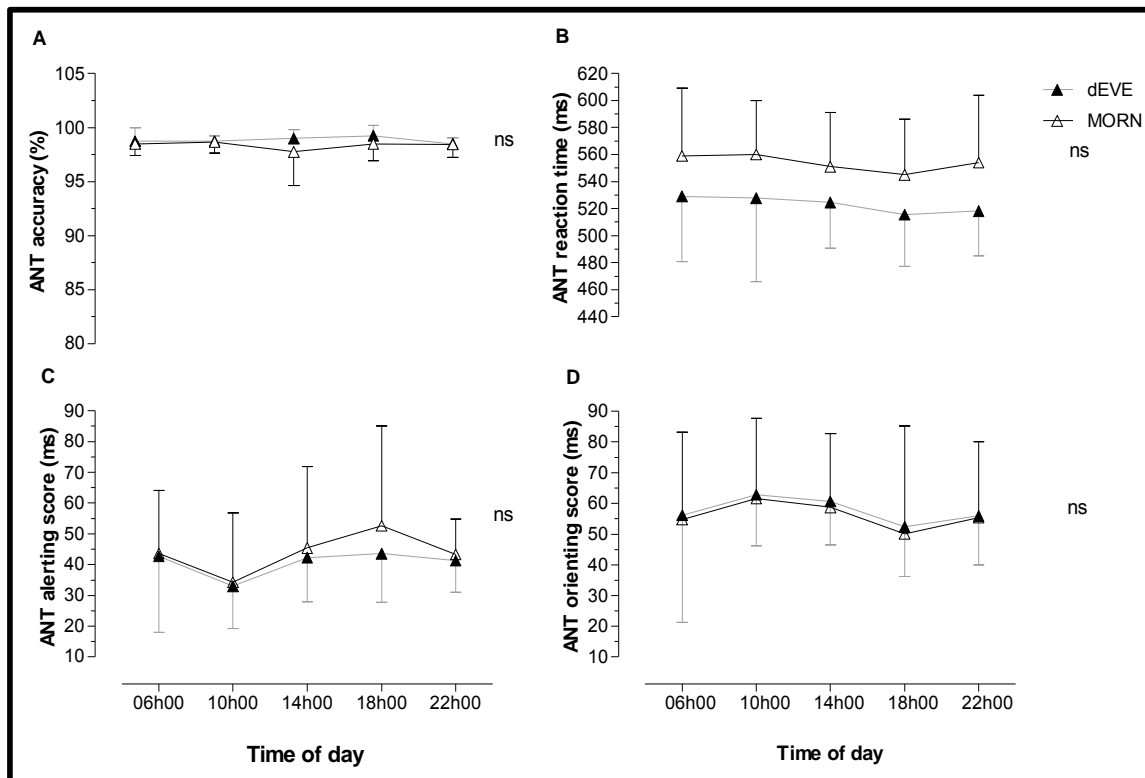 A
ANT accuracy (%)
105
100
95
90
85
80
ns
B
ANT reaction time (ms)
620
600
580
560
540
520
500
480
460
440
dEVE
MORN
ns
C
ANT alerting score (ms)
90
80
70
60
50
40
30
20
10
ns
06h00 10h00 14h00 18h00 22h00
Time of day
D
ANT orienting score (ms)
90
80
70
60
50
40
30
20
10
ns
06h00 10h00 14h00 18h00 22h00
Time of day